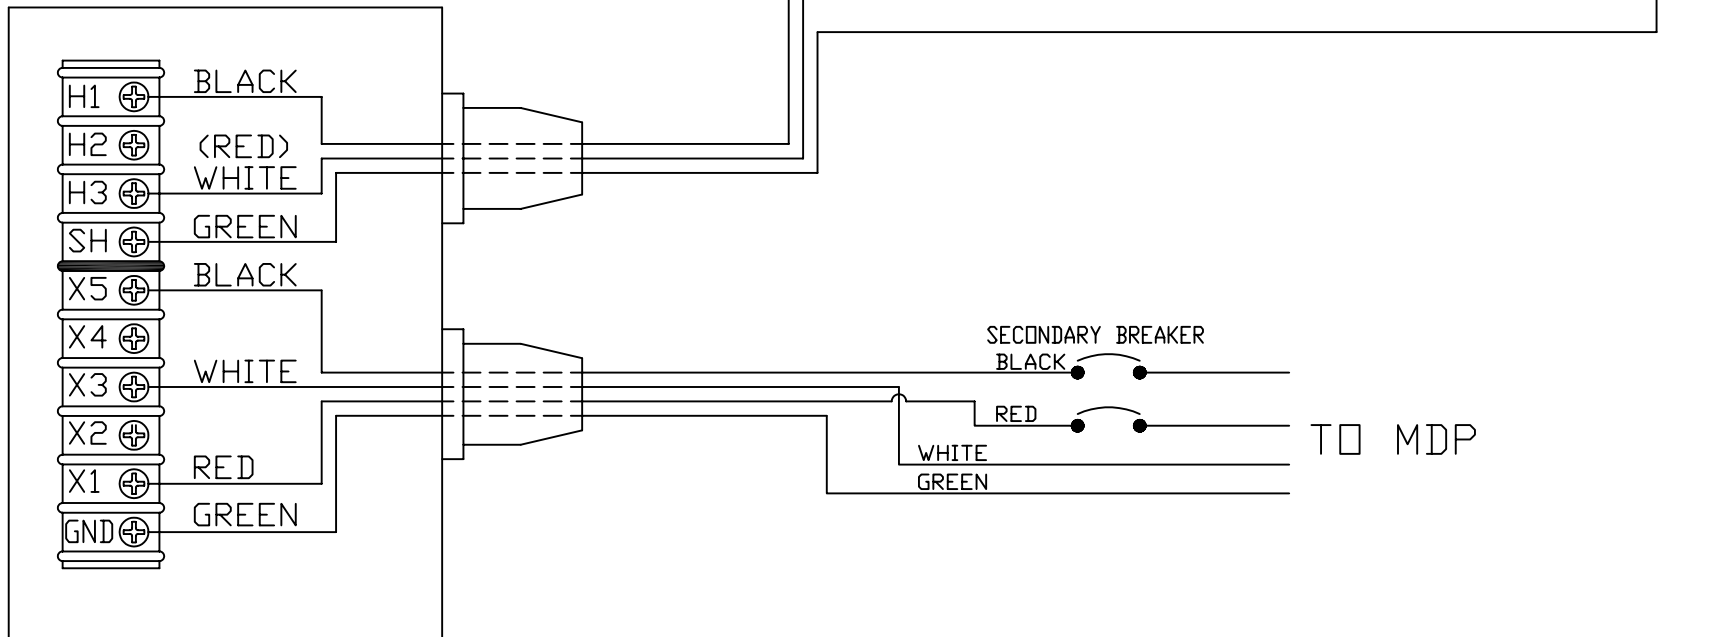 H1 BLACK
H2 (RED)
H3 WHITE
SH GREEN
X5 BLACK
X4
X3 WHITE
X2
X1 RED
GND GREEN
SECONDARY BREAKER
BLACK
RED
WHITE
GREEN
TO MDP